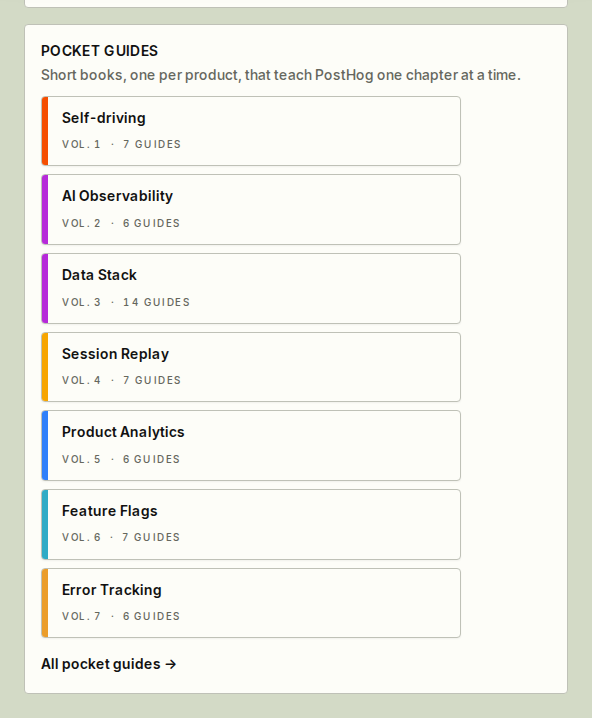 POCKET GUIDES
Short books, one per product, that teach PostHog one chapter at a time.
Self-driving
VOL. 1 · 7 GUIDES
AI Observability
VOL. 2 · 6 GUIDES
Data Stack
VOL. 3 · 14 GUIDES
Session Replay
VOL. 4 · 7 GUIDES
Product Analytics
VOL. 5 · 6 GUIDES
Feature Flags
VOL. 6 · 7 GUIDES
Error Tracking
VOL. 7 · 6 GUIDES
All pocket guides →